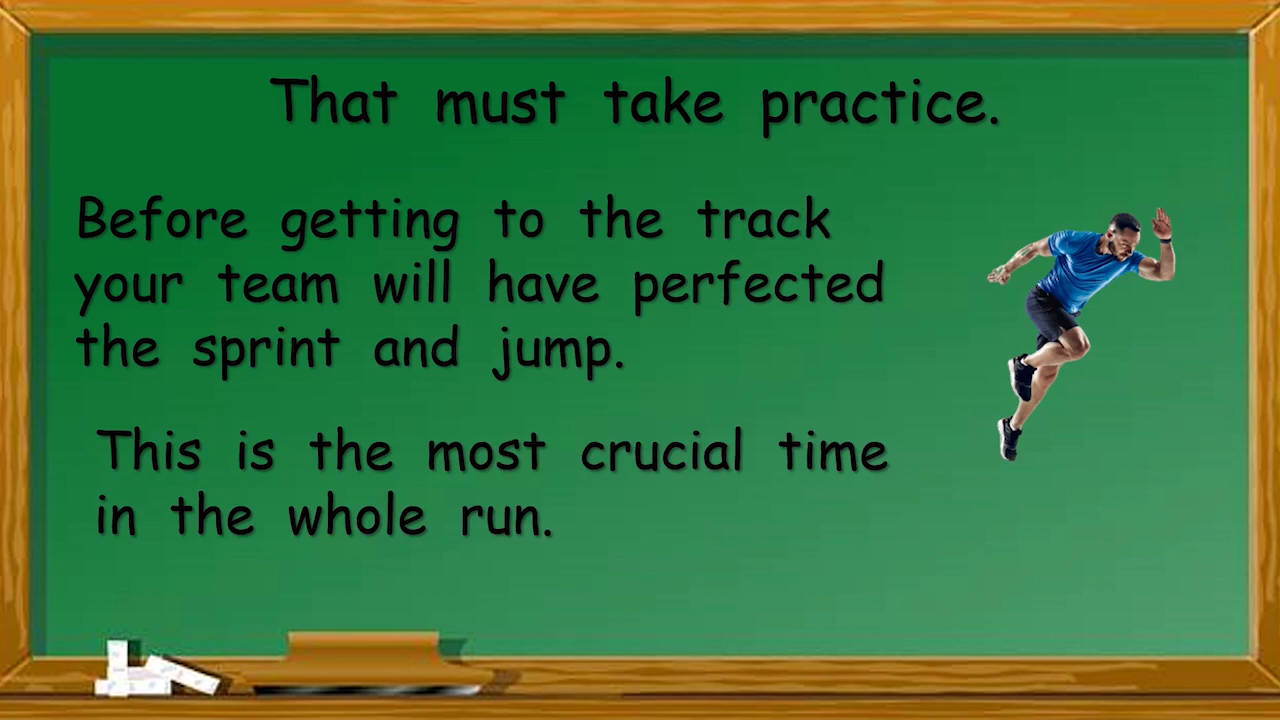 That must take practice.
Before getting to the track
your team will have perfected
the sprint and jump.
This is the most crucial time
in the whole run.